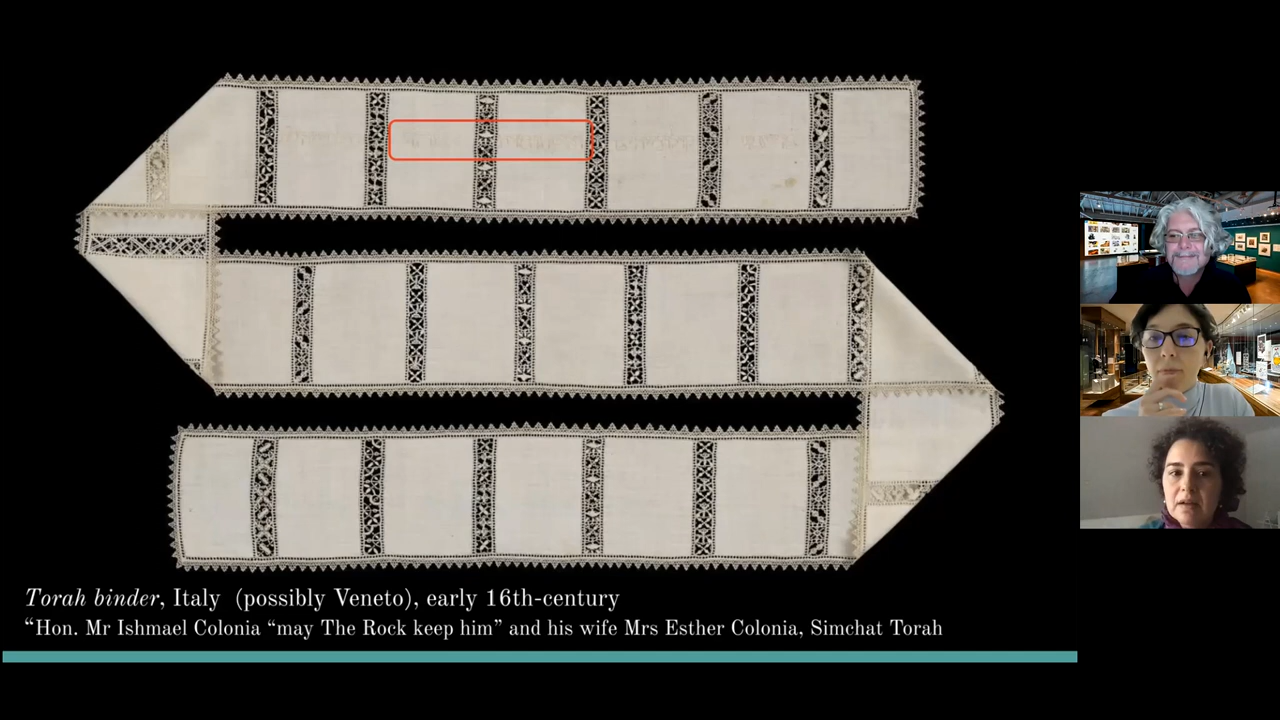 Torah binder, Italy (possibly Veneto), early 16th-century
“Hon. Mr Ishmael Colonia “may The Rock keep him” and his wife Mrs Esther Colonia, Simchat Torah